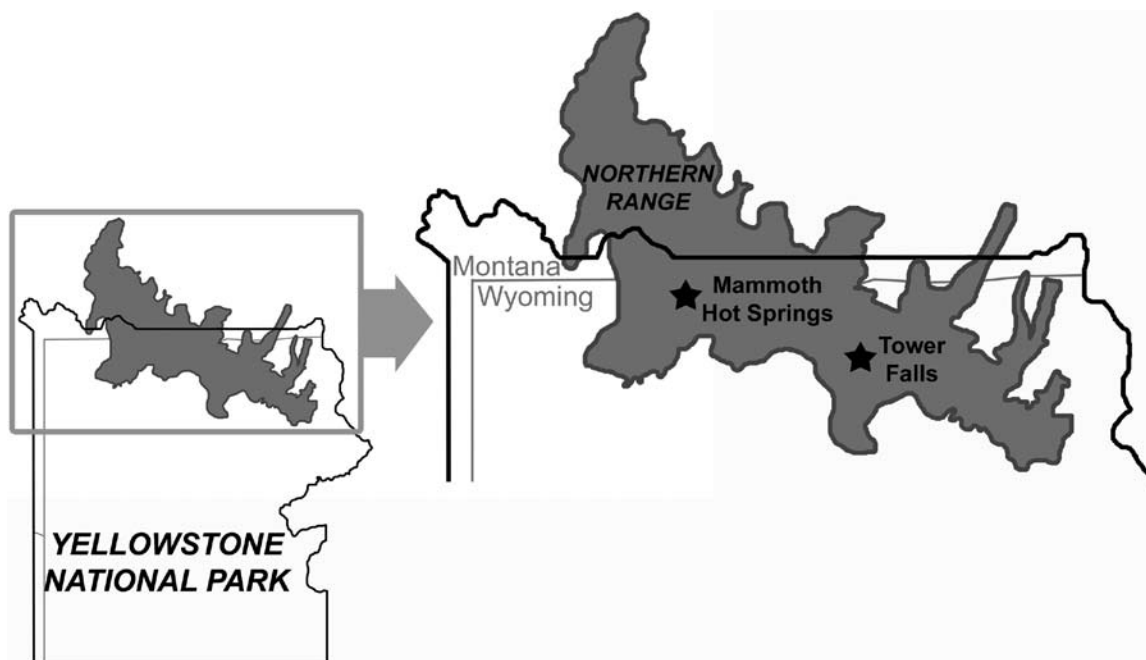 NORTHERN
RANGE
Montana
Wyoming
Mammoth
Hot Springs
Tower
Falls
YELLOWSTONE
NATIONAL PARK